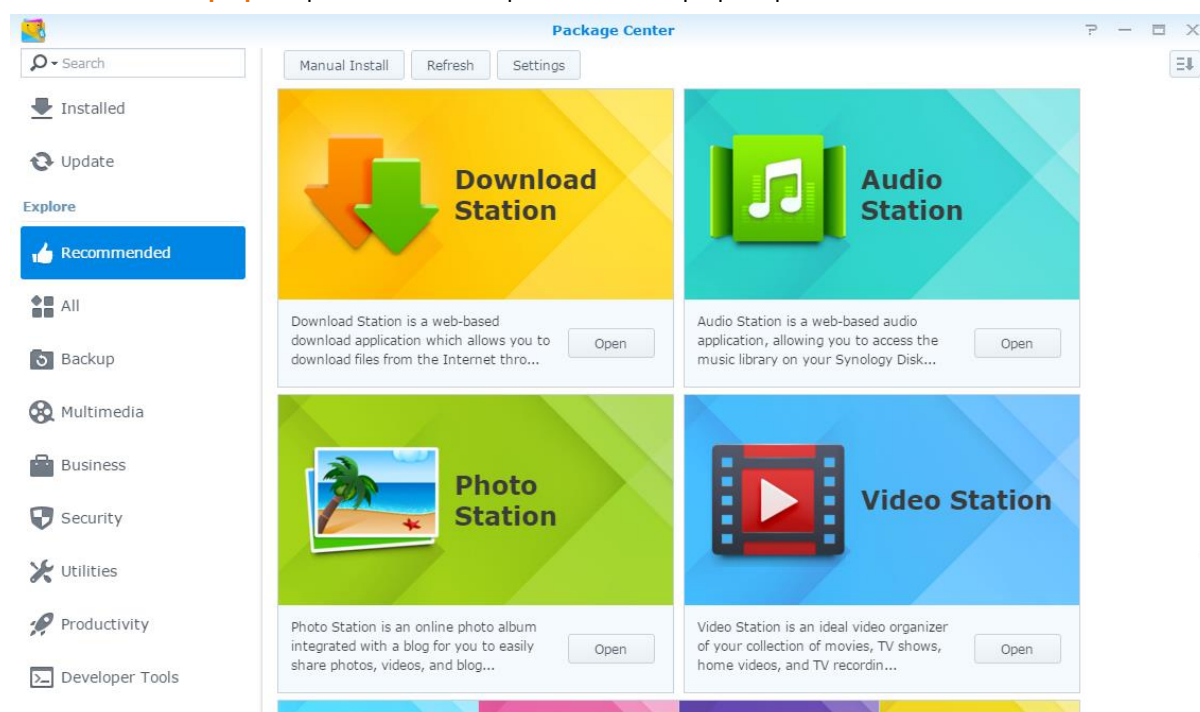 Package Center
Search
Manual Install
Refresh
Settings
Installed
Update
Explore
Recommended
All
Backup
Multimedia
Business
Security
Utilities
Productivity
Developer Tools
Download
Station
Download Station is a web-based
download application which allows you to
download files from the Internet thro...
Open
Audio
Station
Audio Station is a web-based audio
application, allowing you to access the
music library on your Synology Disk...
Open
Photo
Station
Photo Station is an online photo album
integrated with a blog for you to easily
share photos, videos, and blog...
Open
Video Station
Video Station is an ideal video organizer
of your collection of movies, TV shows,
home videos, and TV recordin...
Open